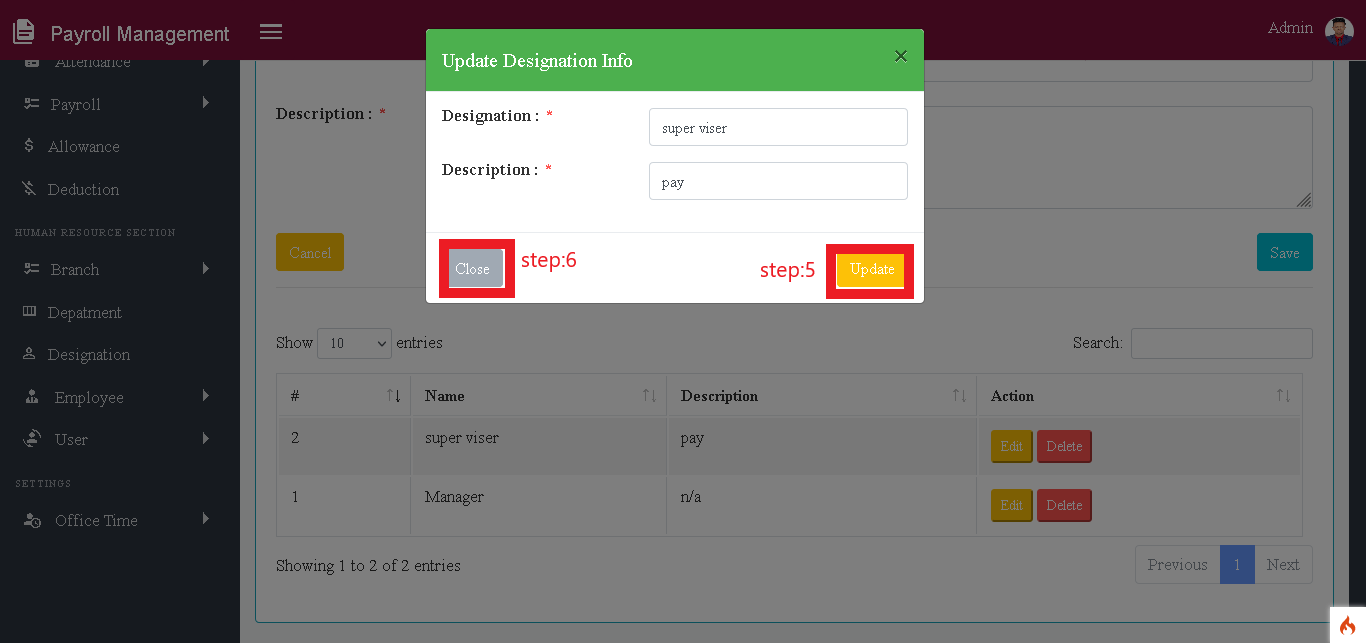 Payroll Management
Admin
Attendance
Payroll
Allowance
Deduction
HUMAN RESOURCE SECTION
Branch
Depatment
Designation
Employee
User
SETTINGS
Office Time
Update Designation Info
×
Designation : *
super viser
Description : *
pay
Close
step:6
step:5
Update
Description : *
Cancel
Save
Show 10 entries
Search:
# Name Description Action
2 super viser pay Edit Delete
1 Manager n/a Edit Delete
Showing 1 to 2 of 2 entries
Previous 1 Next